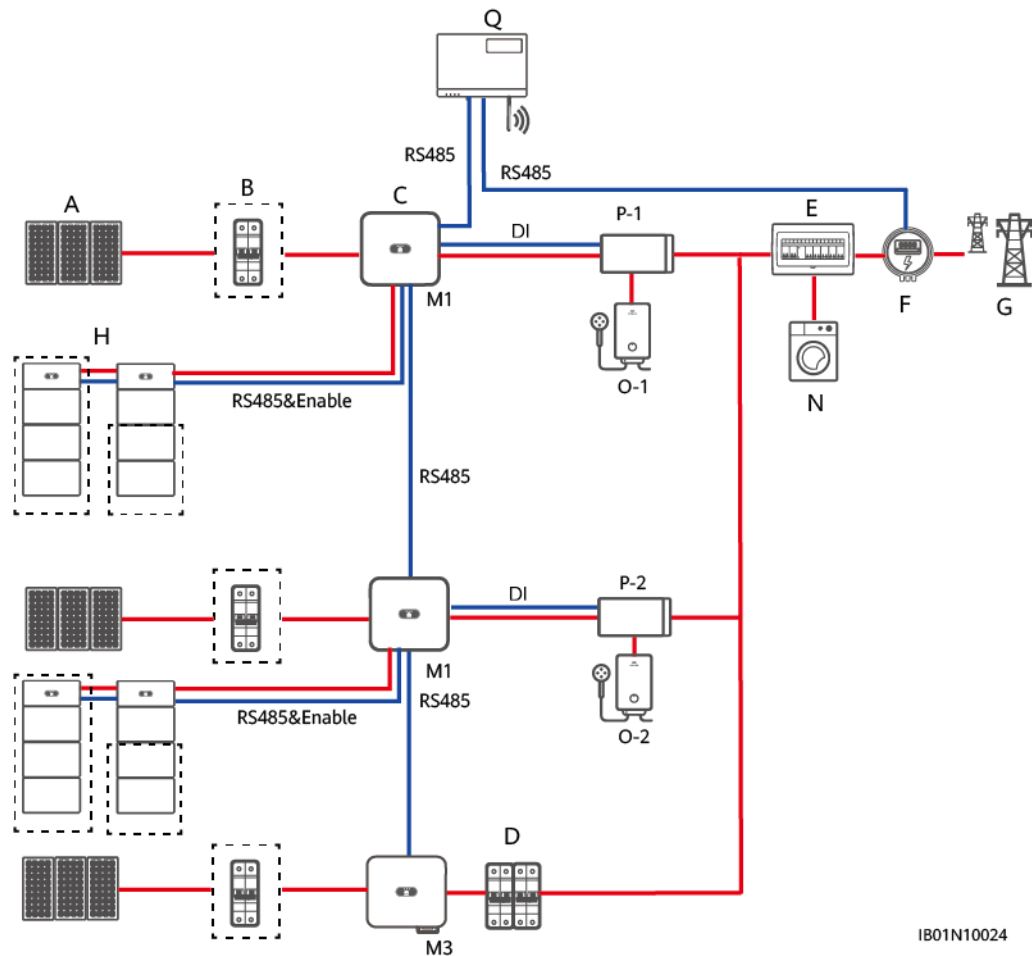 Q
RS485
RS485
A
B
C
P-1
E
DI
M1
F
G
H
O-1
N
RS485&Enable
RS485
P-2
DI
M1
RS485&Enable
RS485
O-2
D
M3
IB01N10024